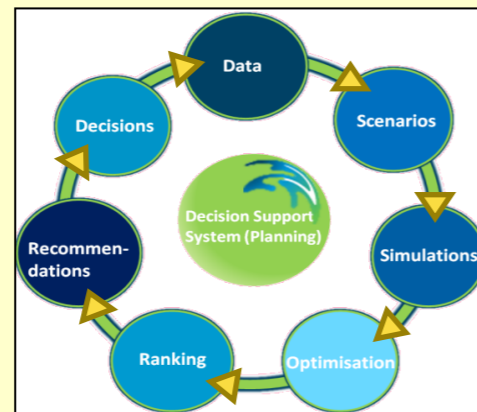 Data
Scenarios
Simulations
Optimisation
Ranking
Recommen-
dations
Decisions
Decision Support
System (Planning)